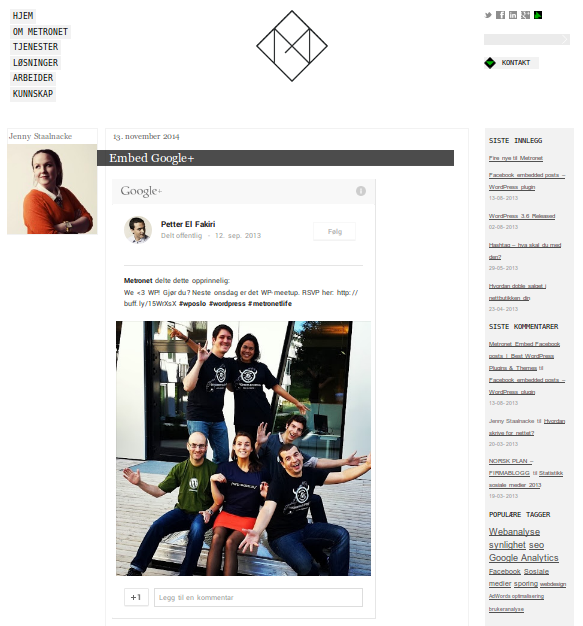 HJEM
OM METRONET
TJENESTER
LØSNINGER
ARBEIDER
KUNNSKAP
KONTAKT
Jenny Staalnacke
13. november 2014
Embed Google+
Google+
Petter El Fakiri
Delt offentlig - 12. sep. 2013
Følg
Metronet delte dette opprinnelig:
We <3 WP! Gjør du? Neste onsdag er det WP-meetup. RSVP her: http://
buff.ly/15WrXsX #wposlo #wordpress #metronetlife
+1
Legg til en kommentar
SISTE INNLEGG
Fire nye til Metronet
Facebook embedded posts –
WordPress plugin
13-08-2013
WordPress 3.6 Released
02-08-2013
Hashtag – hva skal du med
den?
28-05-2013
Hvordan doble salget i
nettbutikken din
23-04-2013
SISTE KOMMENTARER
Metronet Embed Facebook
posts | Best WordPress
Plugins & Themes til
Facebook embedded posts –
WordPress plugin
13-08-2013
Jenny Staalnacke til Hvordan
skrive for nettet?
20-03-2013
NORSK PLAN –
FIRMABLOGG til Statistikk
sosiale medier 2013
19-03-2013
POPULÆRE TAGGER
Webanalyse
synlighet seo
Google Analytics
Facebook Sosiale
medier sporing webdesign
AdWords optimalisering
brukeranalyse